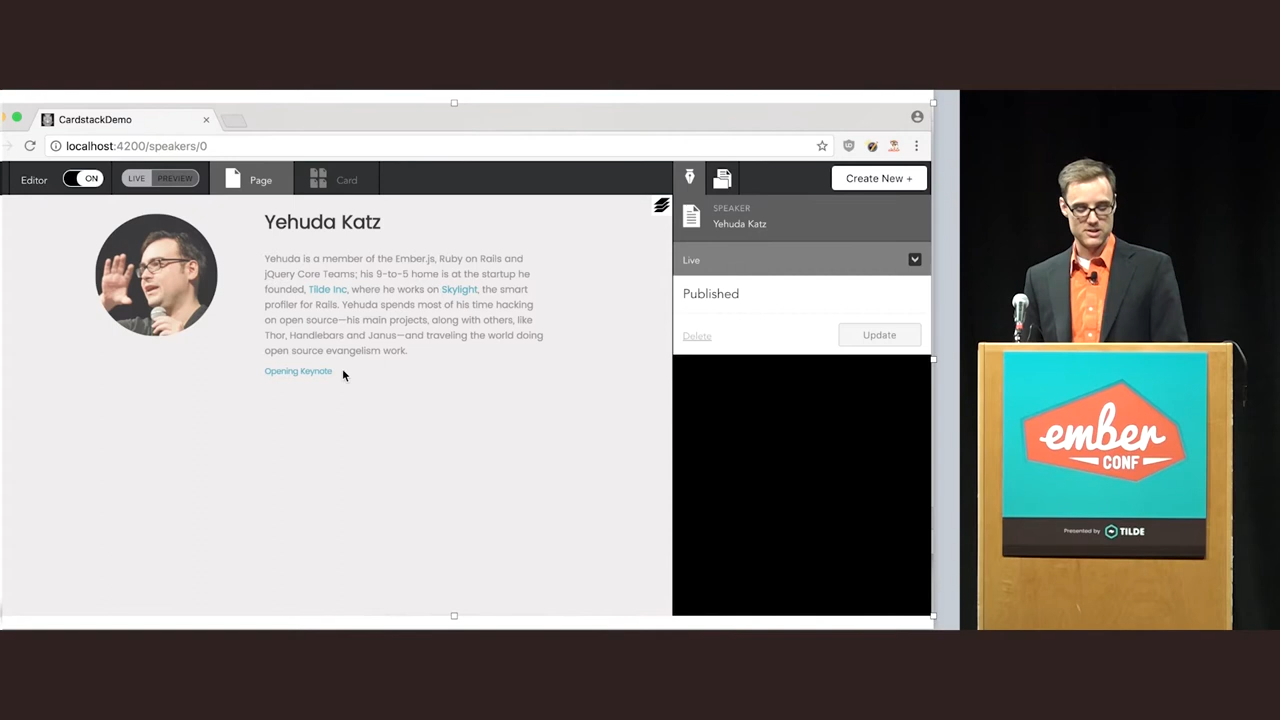 CardstackDemo
localhost:4200/speakers/0
Editor ON LIVE PREVIEW Page Card Create New +
SPEAKER
Yehuda Katz
Live
Published
Delete Update
Yehuda Katz
Yehuda is a member of the Ember.js, Ruby on Rails and
jQuery Core Teams; his 9-to-5 home is at the startup he
founded, Tilde Inc, where he works on Skylight, the smart
profiler for Rails. Yehuda spends most of his time hacking
on open source—his main projects, along with others, like
Thor, Handlebars and Janus—and traveling the world doing
open source evangelism work.
Opening Keynote
ember
CONF
Presented by TILDE